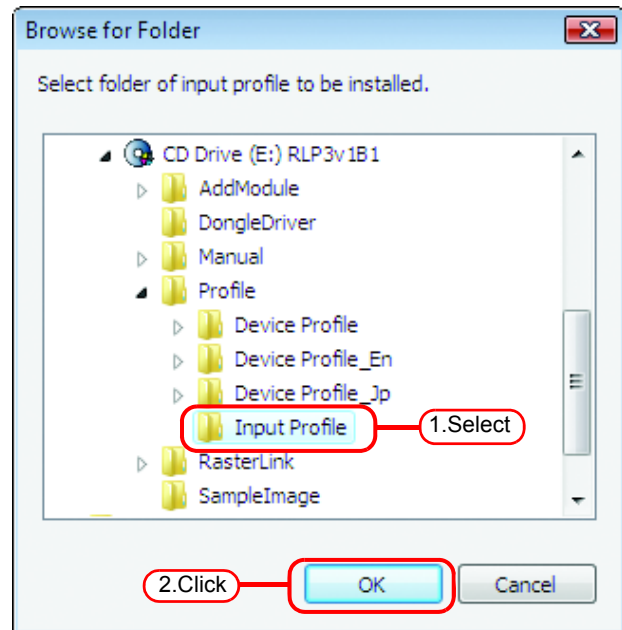 Browse for Folder
Select folder of input profile to be installed.
CD Drive (E:) RLP3v1B1
AddModule
DongleDriver
Manual
Profile
Device Profile
Device Profile_En
Device Profile_Jp
Input Profile
1.Select
RasterLink
SampleImage
2.Click
OK
Cancel